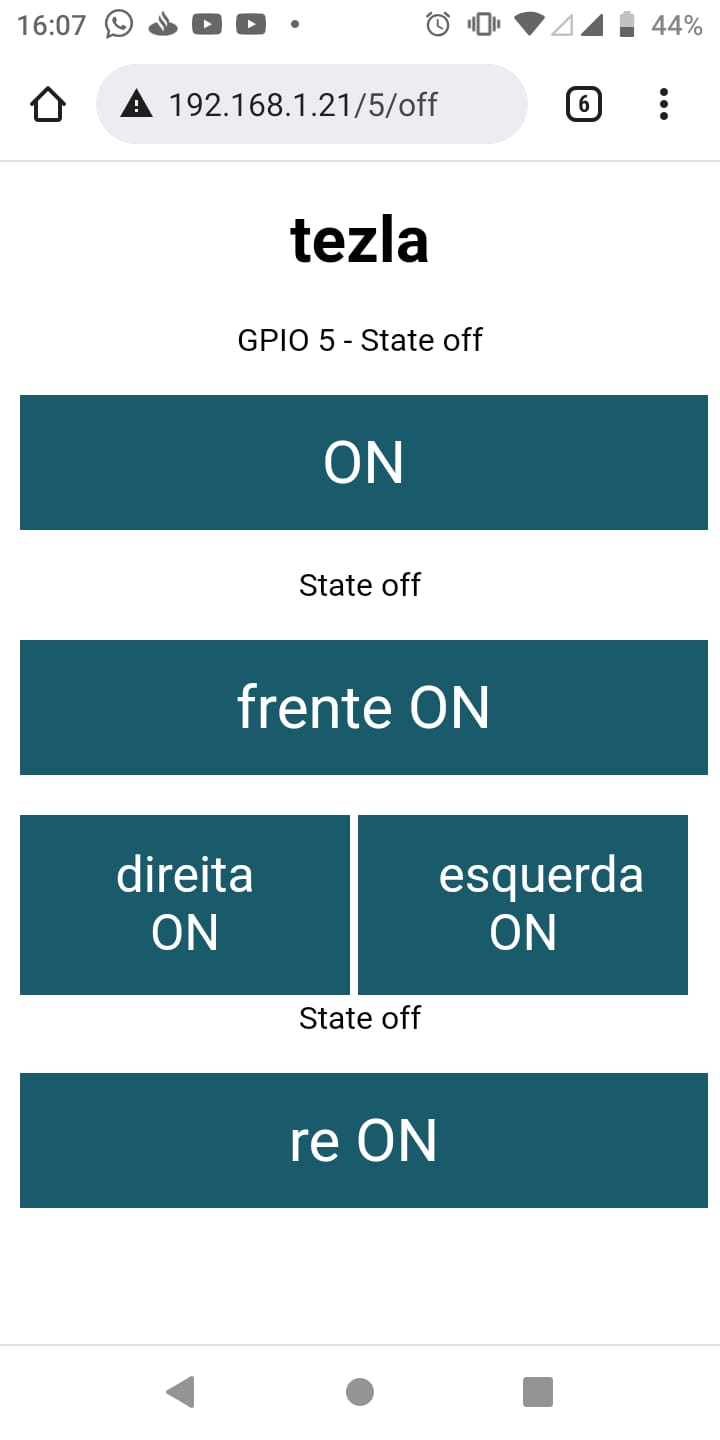 16:07
44%
192.168.1.21/5/off
6
tezla
GPIO 5 - State off
ON
State off
frente ON
direita
ON
esquerda
ON
State off
re ON